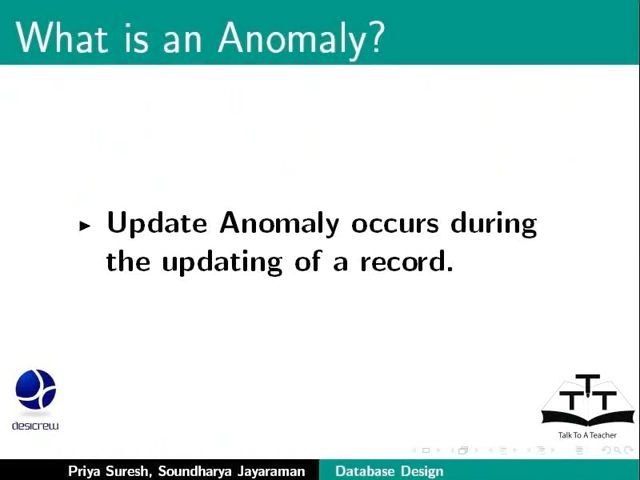 What is an Anomaly?
Update Anomaly occurs during
the updating of a record.
desicrew
TTT
Talk To A Teacher
Priya Suresh, Soundharya Jayaraman Database Design